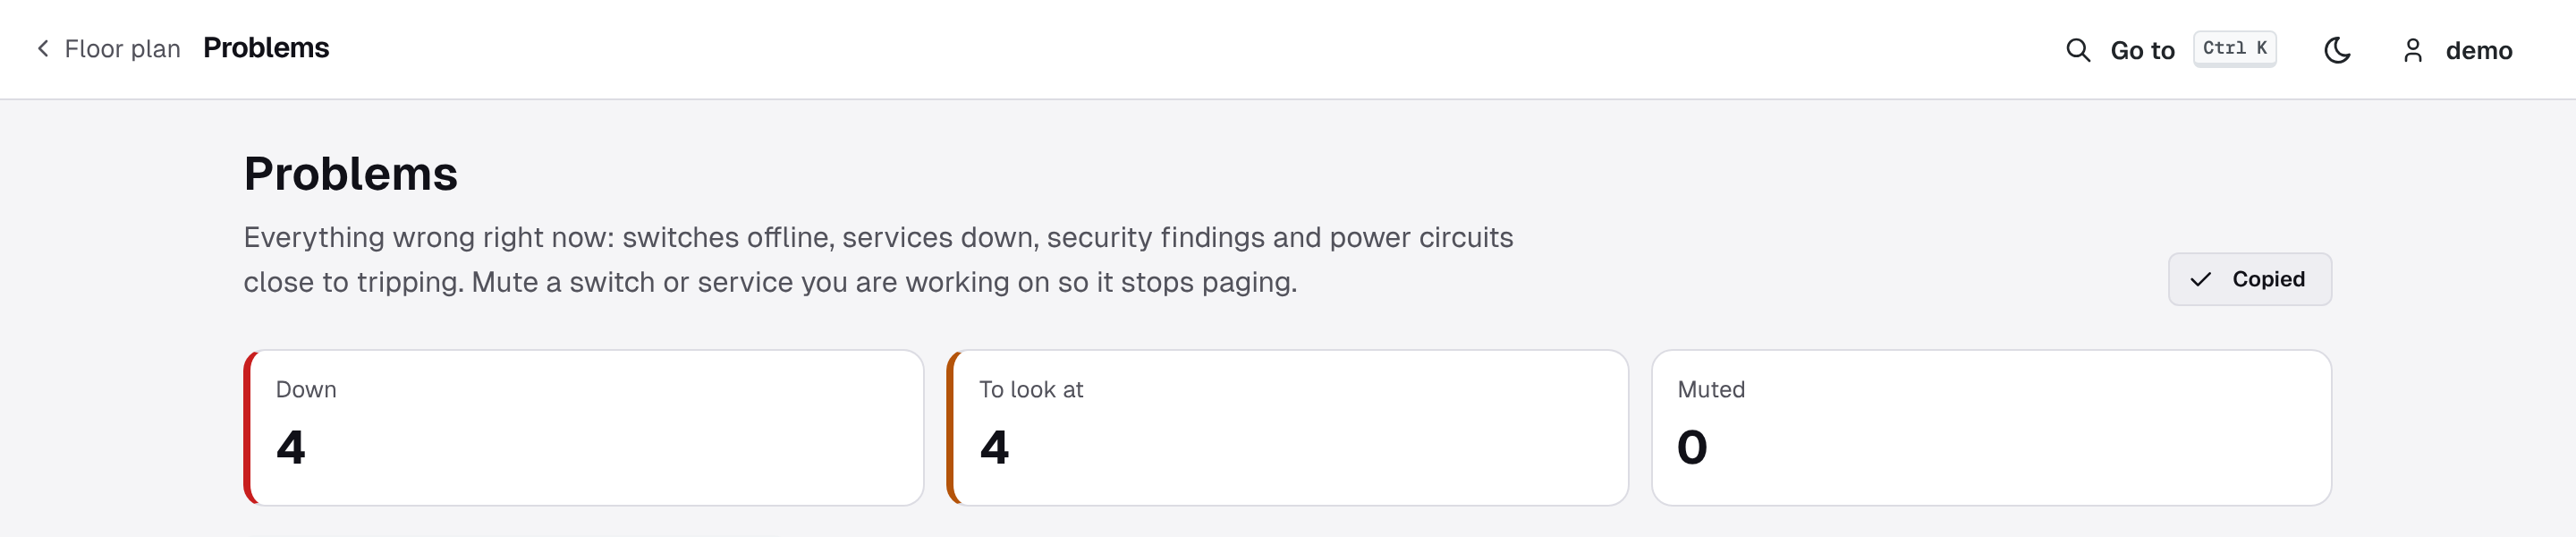 Floor plan Problems Go to Ctrl K demo
Problems
Everything wrong right now: switches offline, services down, security findings and power circuits
close to tripping. Mute a switch or service you are working on so it stops paging.
Copied
Down
4
To look at
4
Muted
0